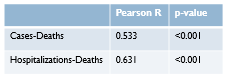 Pearson R p-value
Cases-Deaths 0.533 <0.001
Hospitalizations-Deaths 0.631 <0.001